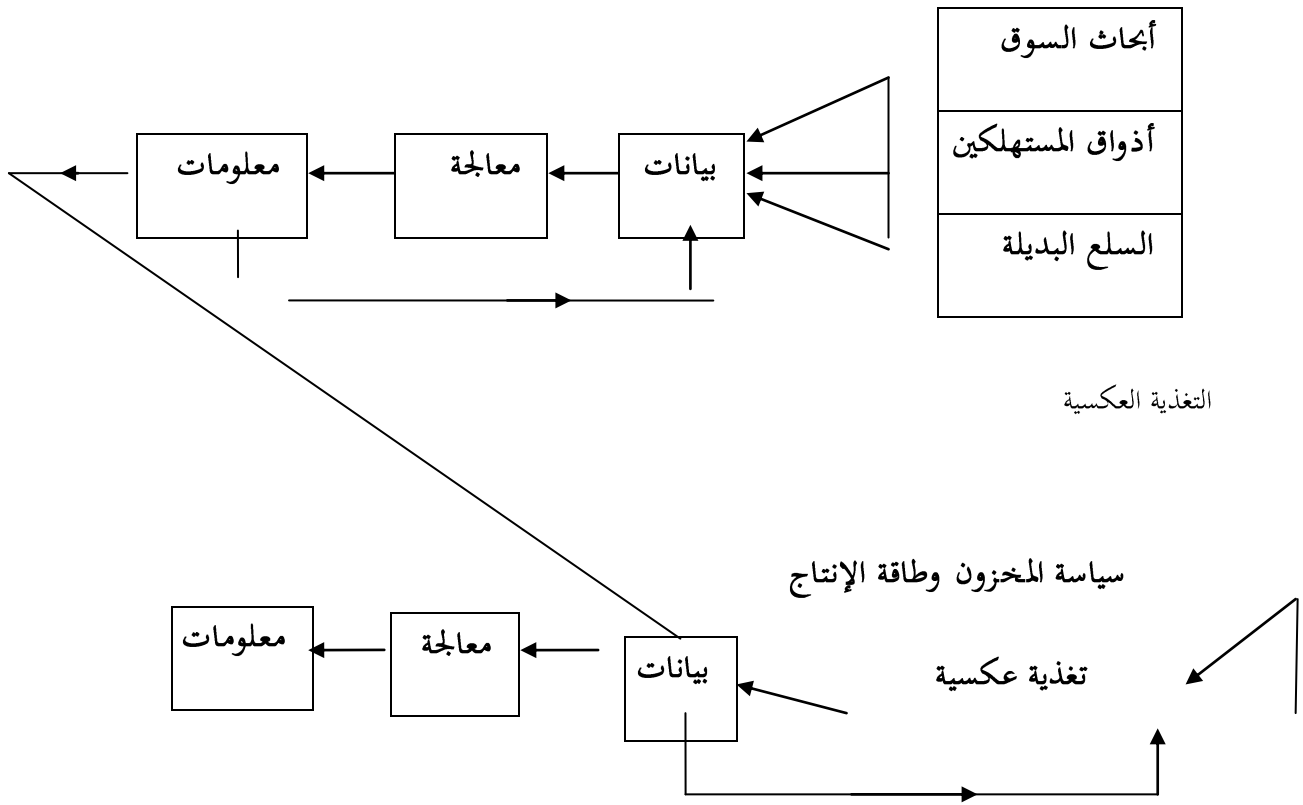 أبحاث السوق
أذواق المستهلكين
السلع البديلة
بيانات
معالجة
معلومات
التغذية العكسية
سياسة المخزون وطاقة الإنتاج
تغذية عكسية
بيانات
معالجة
معلومات